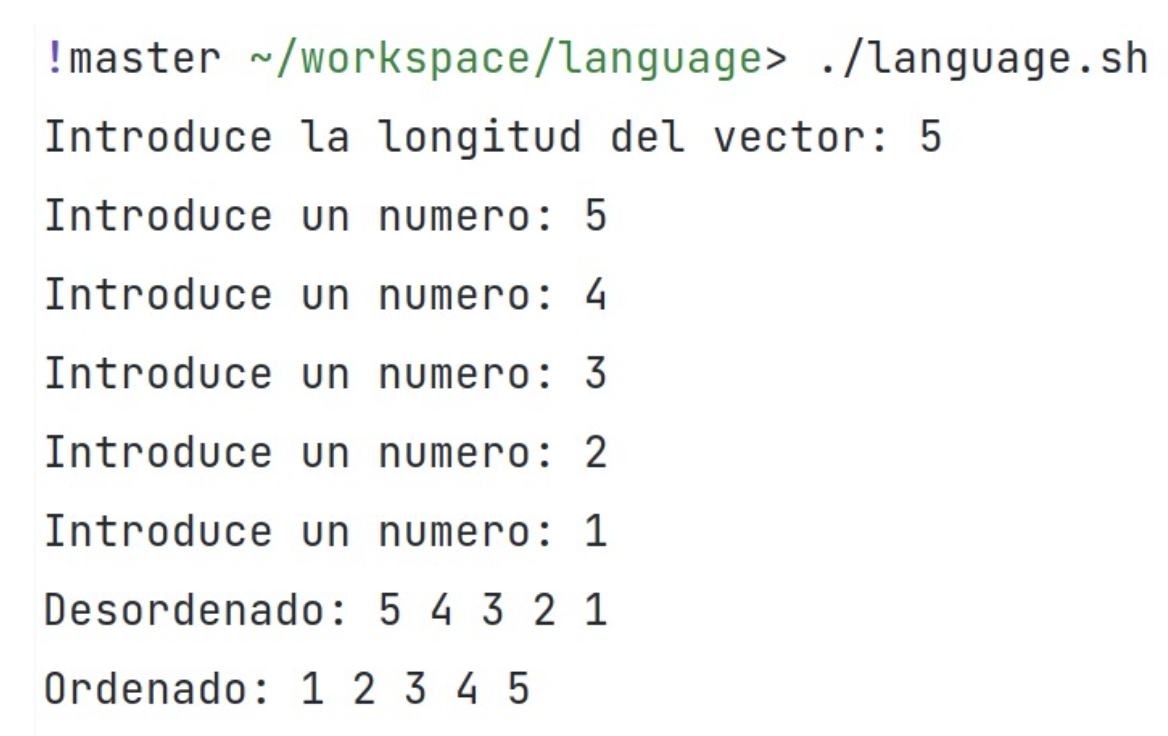 !master ~/workspace/language> ./language.sh
Introduce la longitud del vector: 5
Introduce un numero: 5
Introduce un numero: 4
Introduce un numero: 3
Introduce un numero: 2
Introduce un numero: 1
Desordenado: 5 4 3 2 1
Ordenado: 1 2 3 4 5